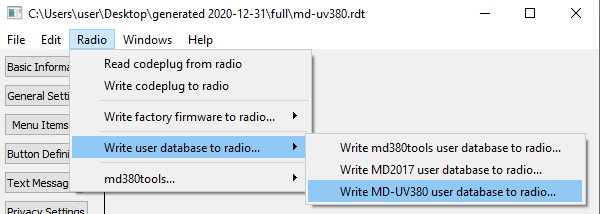 C:\Users\user\Desktop\generated 2020-12-31\full\md-uv380.rdt
File Edit Radio Windows Help
Basic Informa
Read codeplug from radio
Write codeplug to radio
General Setti
Write factory firmware to radio...
Menu Items
Write user database to radio...
Write md380tools user database to radio...
Button Defini
Write MD2017 user database to radio...
md380tools...
Text Message
Write MD-UV380 user database to radio...
Privacy Settings